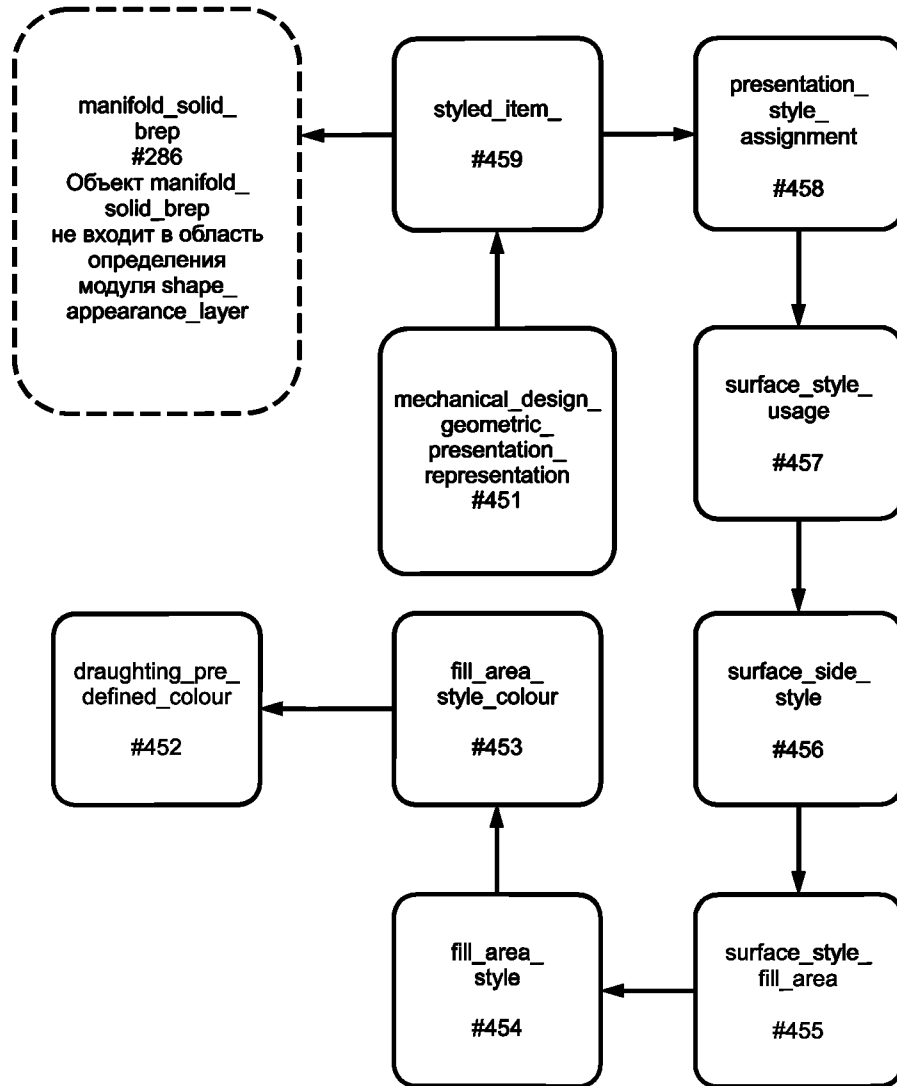 manifold_solid_
brep
#286
Объект manifold_
solid_brep
не входит в область
определения
модуля shape_
appearance_layer
styled_item_
#459
presentation_
style_
assignment
#458
mechanical_design_
geometric_
presentation_
representation
#451
surface_style_
usage
#457
draughting_pre_
defined_colour
#452
fill_area_
style_colour
#453
surface_side_
style
#456
fill_area_
style
#454
surface_style_
fill_area
#455